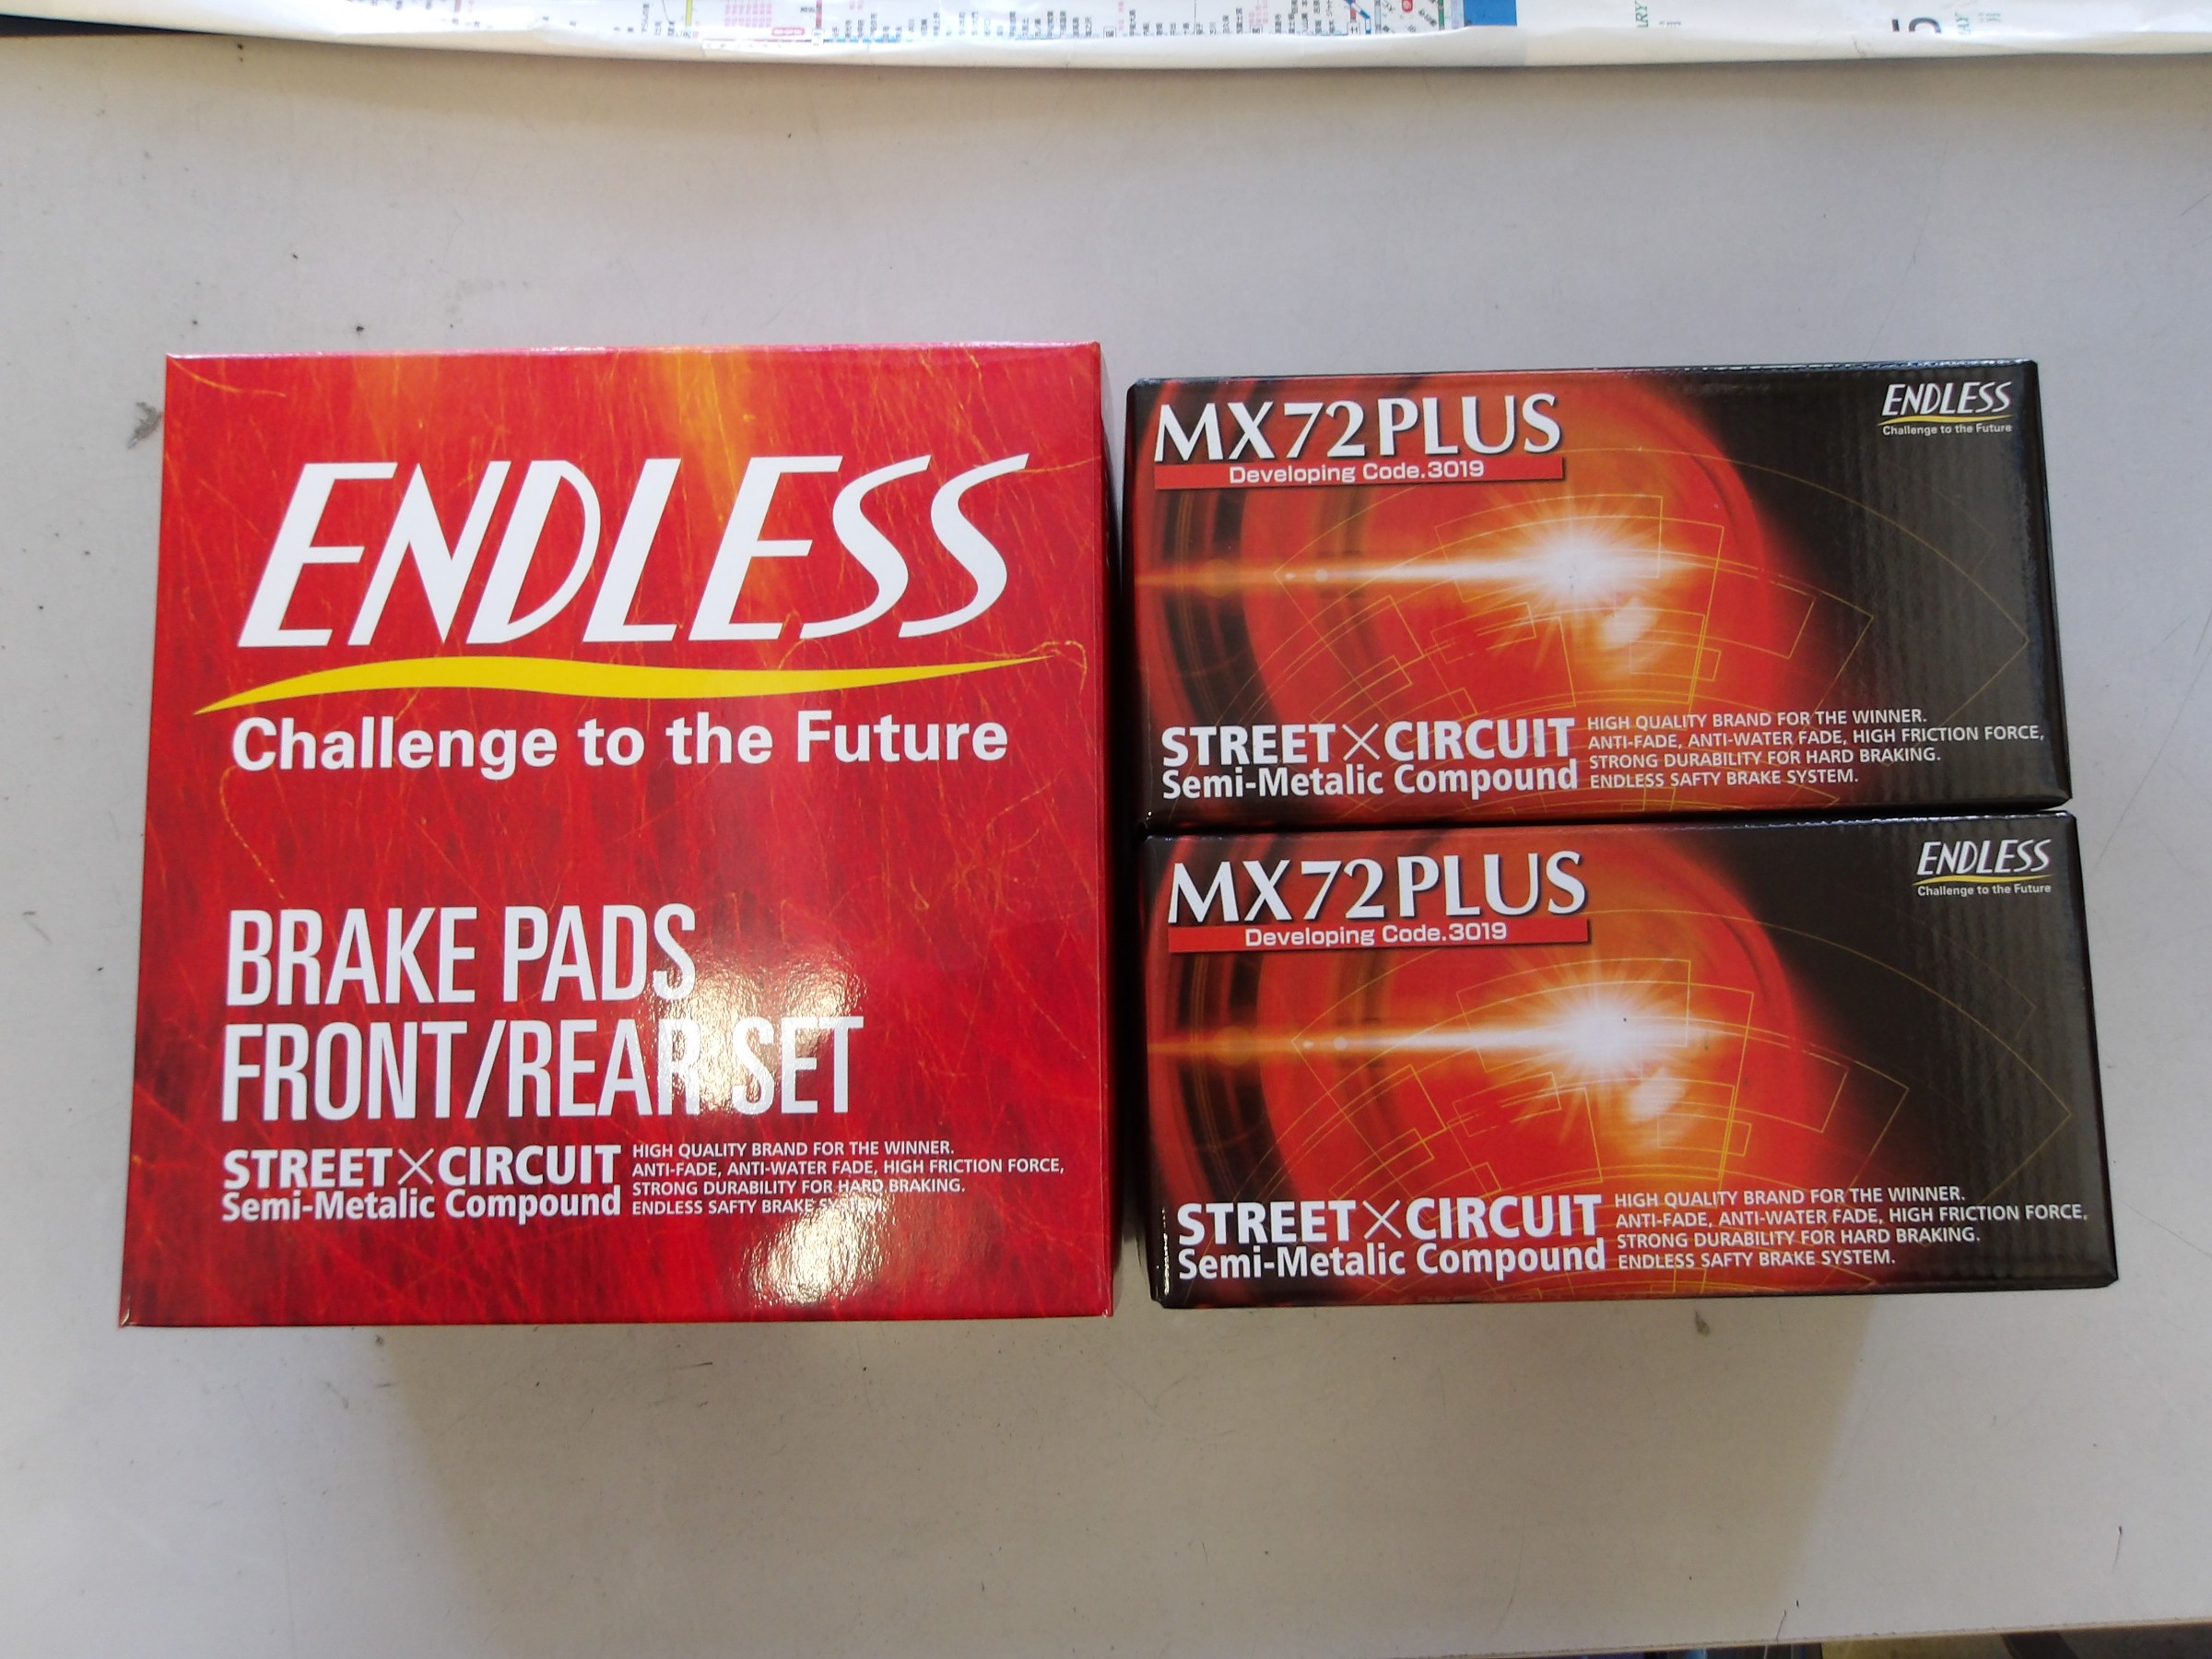 ENDLESS
Challenge to the Future
BRAKE PADS
FRONT/REAR SET
STREET×CIRCUIT
Semi-Metalic Compound
HIGH QUALITY BRAND FOR THE WINNER.
ANTI-FADE, ANTI-WATER FADE, HIGH FRICTION FORCE,
STRONG DURABILITY FOR HARD BRAKING.
ENDLESS SAFTY BRAKE SYSTEM.
MX72PLUS
Developing Code.3019
ENDLESS
Challenge to the Future
STREET×CIRCUIT
Semi-Metalic Compound
HIGH QUALITY BRAND FOR THE WINNER.
ANTI-FADE, ANTI-WATER FADE, HIGH FRICTION FORCE,
STRONG DURABILITY FOR HARD BRAKING.
ENDLESS SAFTY BRAKE SYSTEM.
MX72PLUS
Developing Code.3019
ENDLESS
Challenge to the Future
STREET×CIRCUIT
Semi-Metalic Compound
HIGH QUALITY BRAND FOR THE WINNER.
ANTI-FADE, ANTI-WATER FADE, HIGH FRICTION FORCE,
STRONG DURABILITY FOR HARD BRAKING.
ENDLESS SAFTY BRAKE SYSTEM.